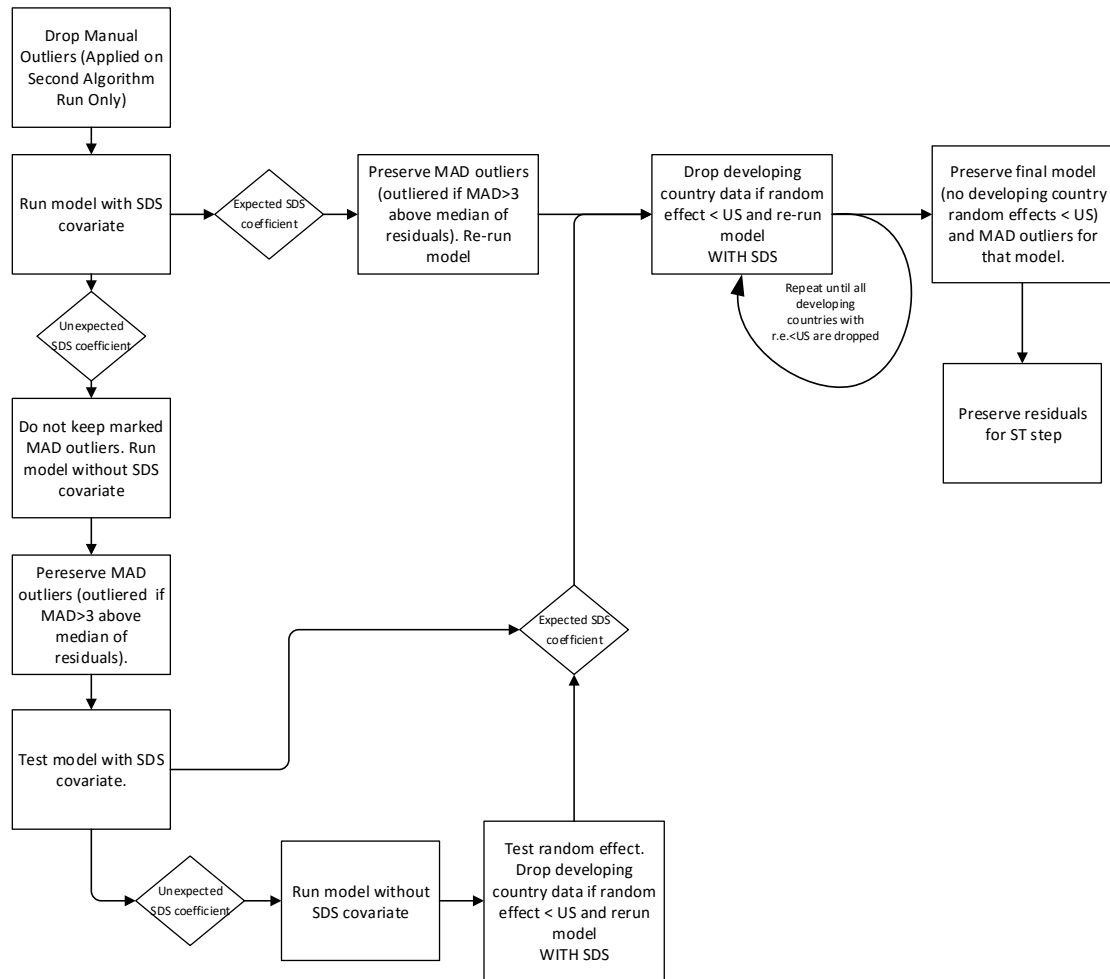 Drop Manual
Outliers (Applied on
Second Algorithm
Run Only)
Run model with SDS
covariate
Expected SDS
coefficient
Preserve MAD outliers
(outliered if MAD>3
above median of
residuals). Re-run
model
Drop developing
country data if random
effect < US and re-run
model
WITH SDS
Repeat until all
developing
countries with
r.e.<US are dropped
Preserve final model
(no developing country
random effects < US)
and MAD outliers for
that model.
Preserve residuals
for ST step
Unexpected
SDS coefficient
Do not keep marked
MAD outliers. Run
model without SDS
covariate
Pereserve MAD
outliers (outliered if
MAD>3 above
median of
residuals).
Test model with SDS
covariate.
Expected SDS
coefficient
Unexpected
SDS coefficient
Run model without
SDS covariate
Test random effect.
Drop developing
country data if random
effect < US and rerun
model
WITH SDS